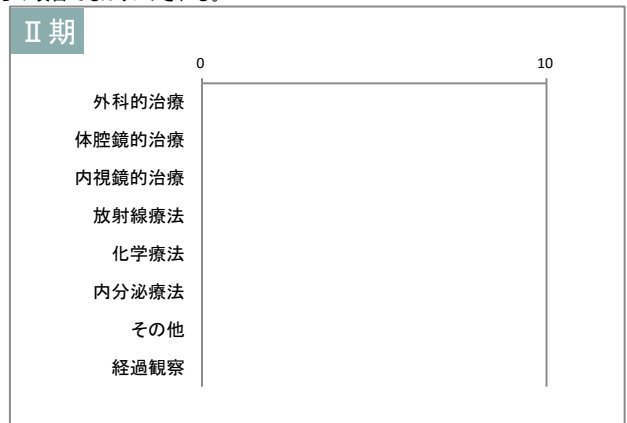 Ⅱ期
0 10
外科的治療
体腔鏡的治療
内視鏡的治療
放射線療法
化学療法
内分泌療法
その他
経過観察